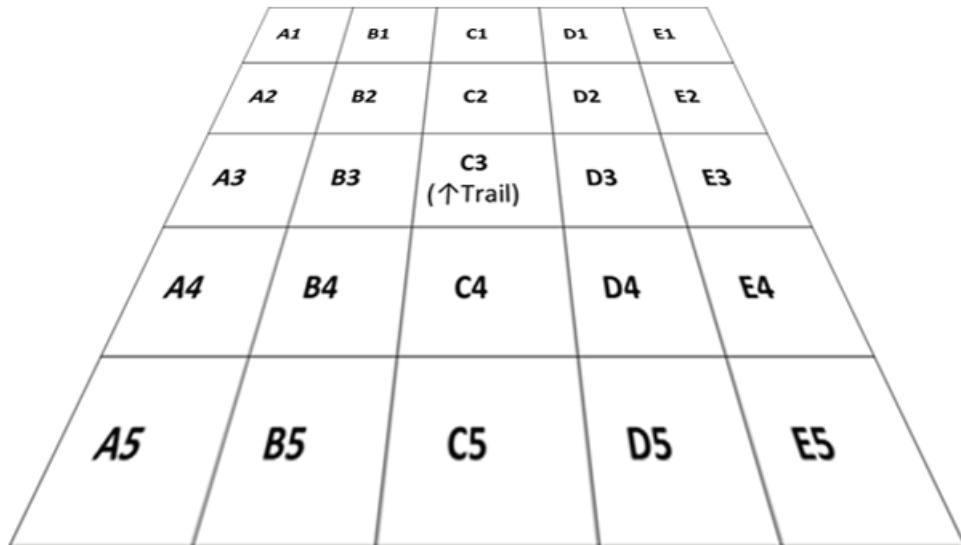 A1 B1 C1 D1 E1
A2 B2 C2 D2 E2
A3 B3 C3 D3 E3
(↑Trail)
A4 B4 C4 D4 E4
A5 B5 C5 D5 E5